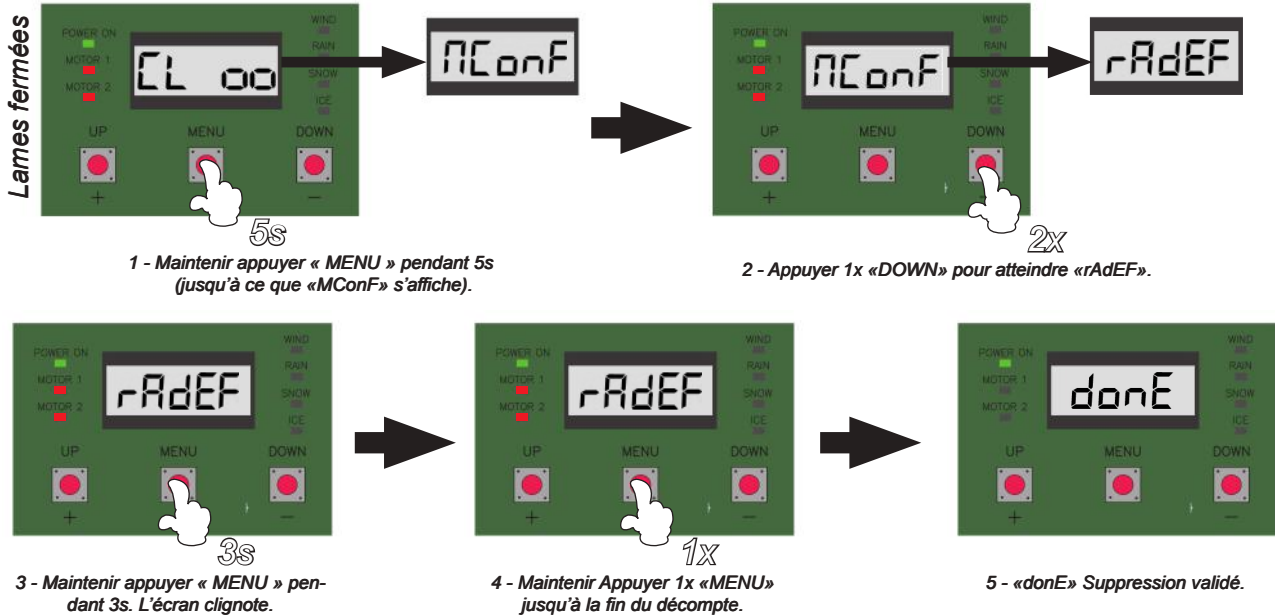 Lames fermées
POWER ON
MOTOR 1
MOTOR 2
WIND
RAIN
SNOW
ICE
CL oo
UP
MENU
DOWN
+
−
5s
MConF
1 - Maintenir appuyer « MENU » pendant 5s
(jusqu'à ce que «MConF» s'affiche).
POWER ON
MOTOR 1
MOTOR 2
WIND
RAIN
SNOW
ICE
MConF
UP
MENU
DOWN
+
2x
rAdEF
2 - Appuyer 1x «DOWN» pour atteindre «rAdEF».
POWER ON
MOTOR 1
MOTOR 2
WIND
RAIN
SNOW
ICE
rAdEF
UP
MENU
DOWN
+
−
3s
3 - Maintenir appuyer « MENU » pen-
dant 3s. L'écran clignote.
POWER ON
MOTOR 1
MOTOR 2
WIND
RAIN
SNOW
ICE
rAdEF
UP
MENU
DOWN
+
−
1x
4 - Maintenir Appuyer 1x «MENU»
jusqu'à la fin du décompte.
POWER ON
MOTOR 1
MOTOR 2
WIND
RAIN
SNOW
ICE
donE
UP
MENU
DOWN
+
−
5 - «donE» Suppression validé.